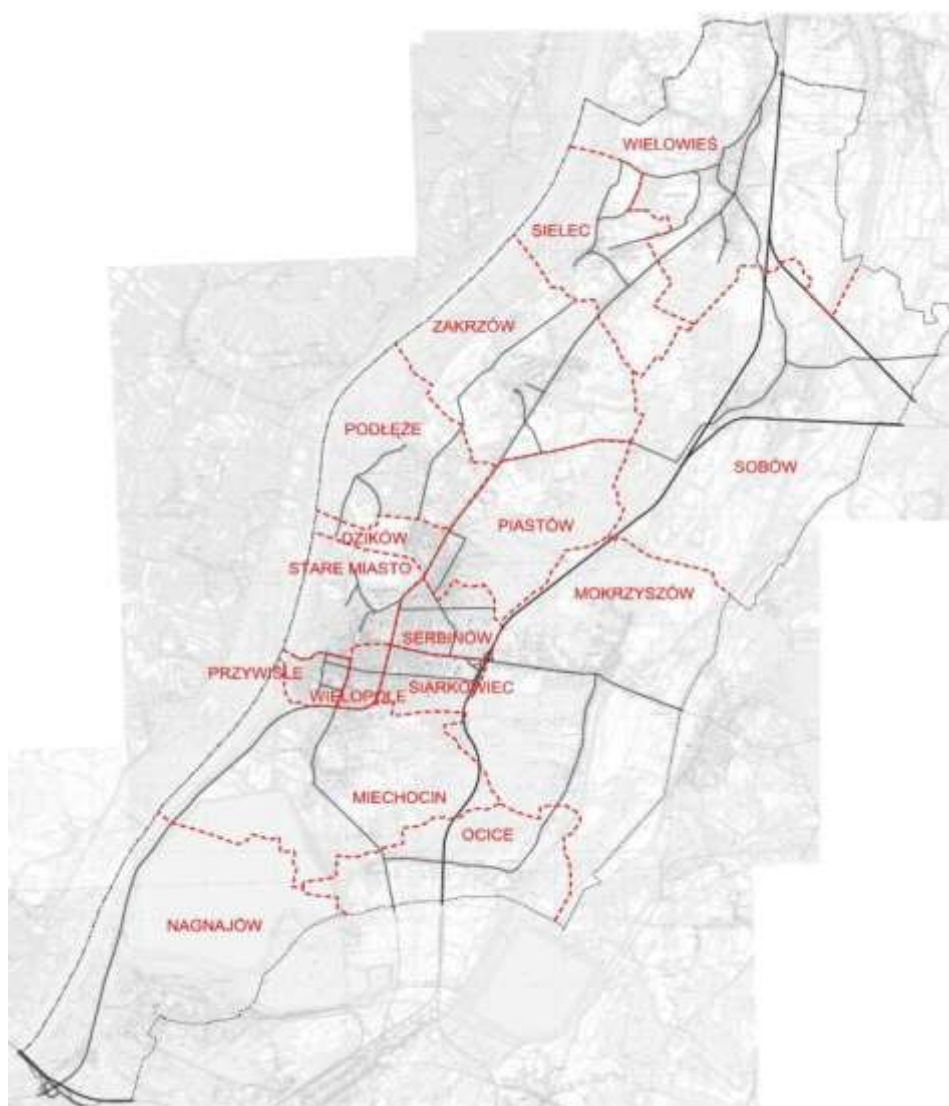 WIELOWIEŚ
SIELEC
ZAKRZÓW
PODŁĘŻE
SOBÓW
PIASTÓW
DZIKÓW
STARE MIASTO
MOKRZYSZÓW
SERBINÓW
PRZYWIŚLE
SIARKOWIEC
WIELOPOLE
MIECHOCIN
OCICE
NAGNAJÓW